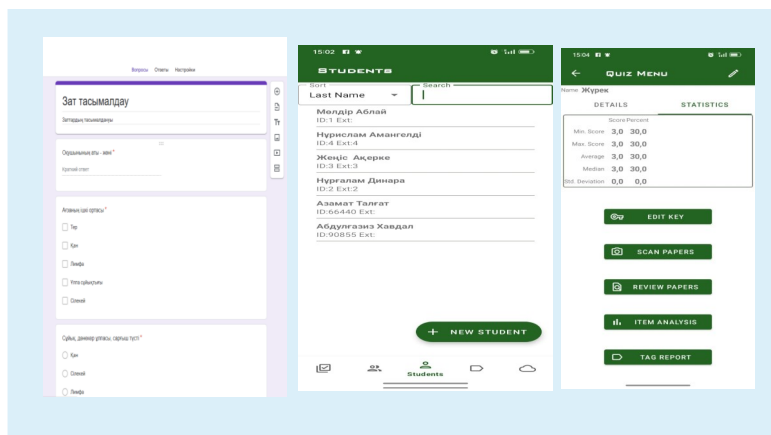 Вопросы Ответы Настройки
Зат тасымалдау
Заттардың тасымалдануы
Оқушының аты - жөні *
Краткий ответ
Ағзаның ішкі ортасы *
Тер
Қан
Лимфа
Ұлпа сұйықтығы
Сілекей
Сұйық, дәнекер ұлпасы, сарғыш түсті *
Қан
Сілекей
Лимфа
15:02
Students
Sort
Last Name
Search
Мөлдір Аблай
ID:1 Ext:
Нұрислам Амангелді
ID:4 Ext:4
Жеңіс Ақерке
ID:3 Ext:3
Нұрғалам Динара
ID:2 Ext:2
Азамат Талғат
ID:66440 Ext:
Абдулғазиз Хавдал
ID:90855 Ext:
+ NEW STUDENT
Students
15:04
Quiz Menu
Name Жүрек
DETAILS STATISTICS
Score Percent
Min. Score 3,0 30,0
Max. Score 3,0 30,0
Average 3,0 30,0
Median 3,0 30,0
Std. Deviation 0,0 0,0
EDIT KEY
SCAN PAPERS
REVIEW PAPERS
ITEM ANALYSIS
TAG REPORT